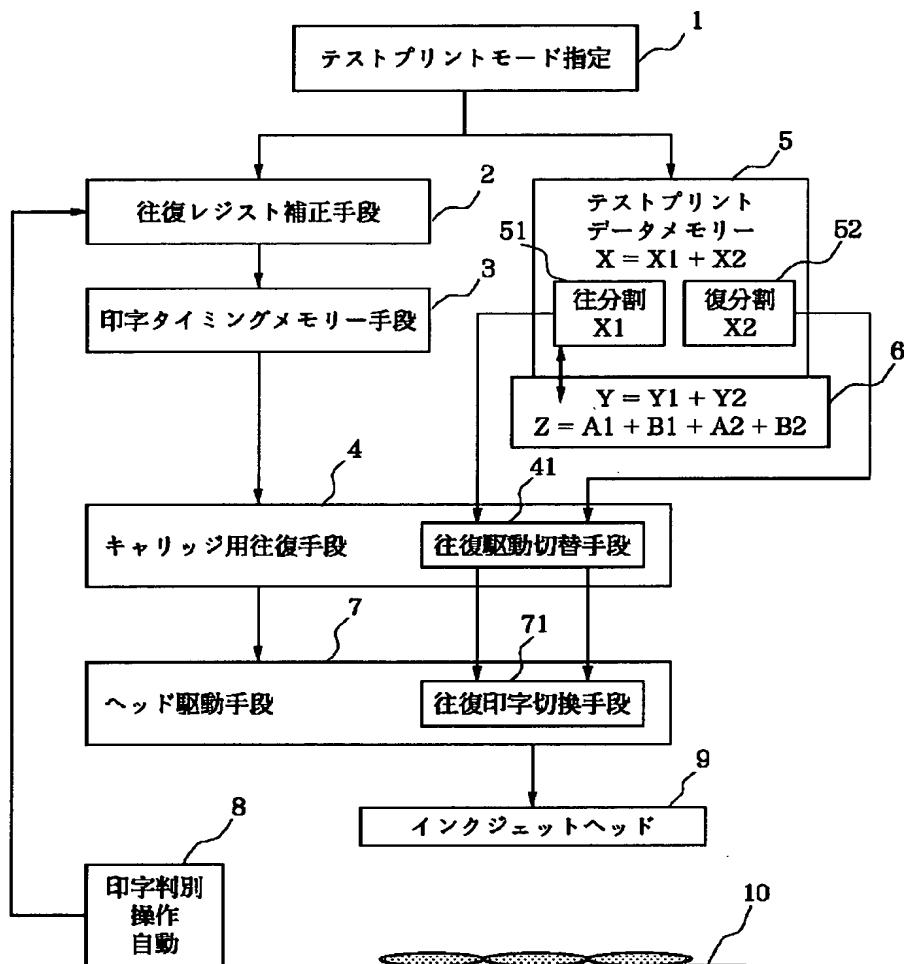 1
テストプリントモード指定
2
往復レジスト補正手段
5
テストプリント
データメモリー
X = X1 + X2
51
52
往分割
X1
復分割
X2
3
印字タイミングメモリー手段
6
Y = Y1 + Y2
Z = A1 + B1 + A2 + B2
4
キャリッジ用往復手段
41
往復駆動切替手段
7
ヘッド駆動手段
71
往復印字切換手段
9
インクジェットヘッド
8
印字判別
操作
自動
10